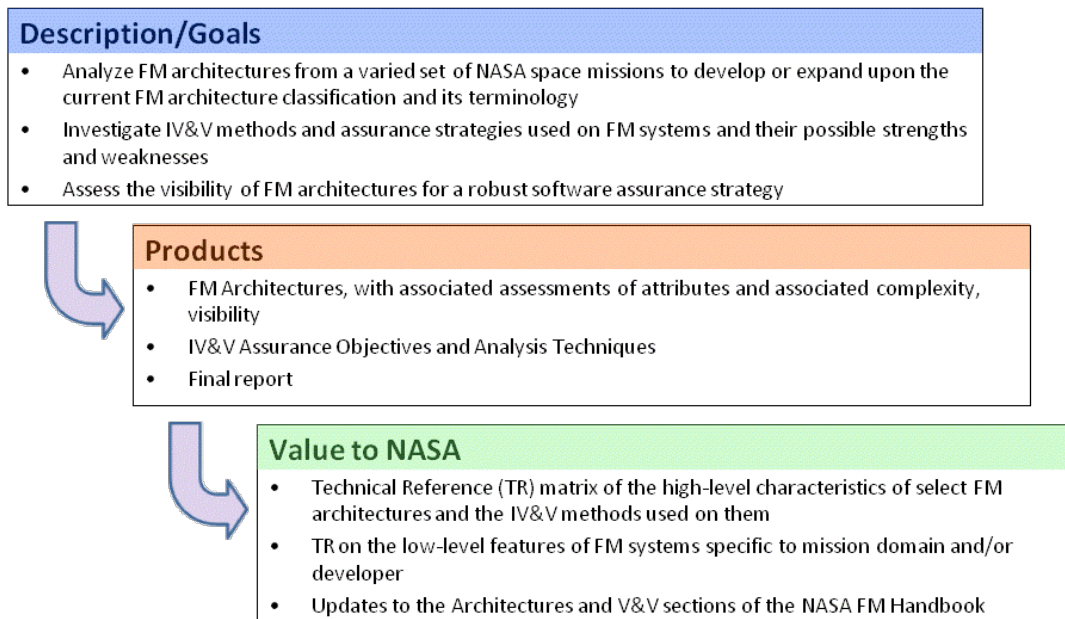 Description/Goals
• Analyze FM architectures from a varied set of NASA space missions to develop or expand upon the
current FM architecture classification and its terminology
• Investigate IV&V methods and assurance strategies used on FM systems and their possible strengths
and weaknesses
• Assess the visibility of FM architectures for a robust software assurance strategy
Products
• FM Architectures, with associated assessments of attributes and associated complexity,
visibility
• IV&V Assurance Objectives and Analysis Techniques
• Final report
Value to NASA
• Technical Reference (TR) matrix of the high-level characteristics of select FM
architectures and the IV&V methods used on them
• TR on the low-level features of FM systems specific to mission domain and/or
developer
• Updates to the Architectures and V&V sections of the NASA FM Handbook